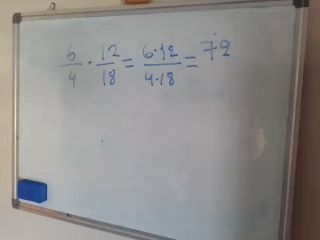 6/4 · 12/18 = 6·12/4·18 = 72